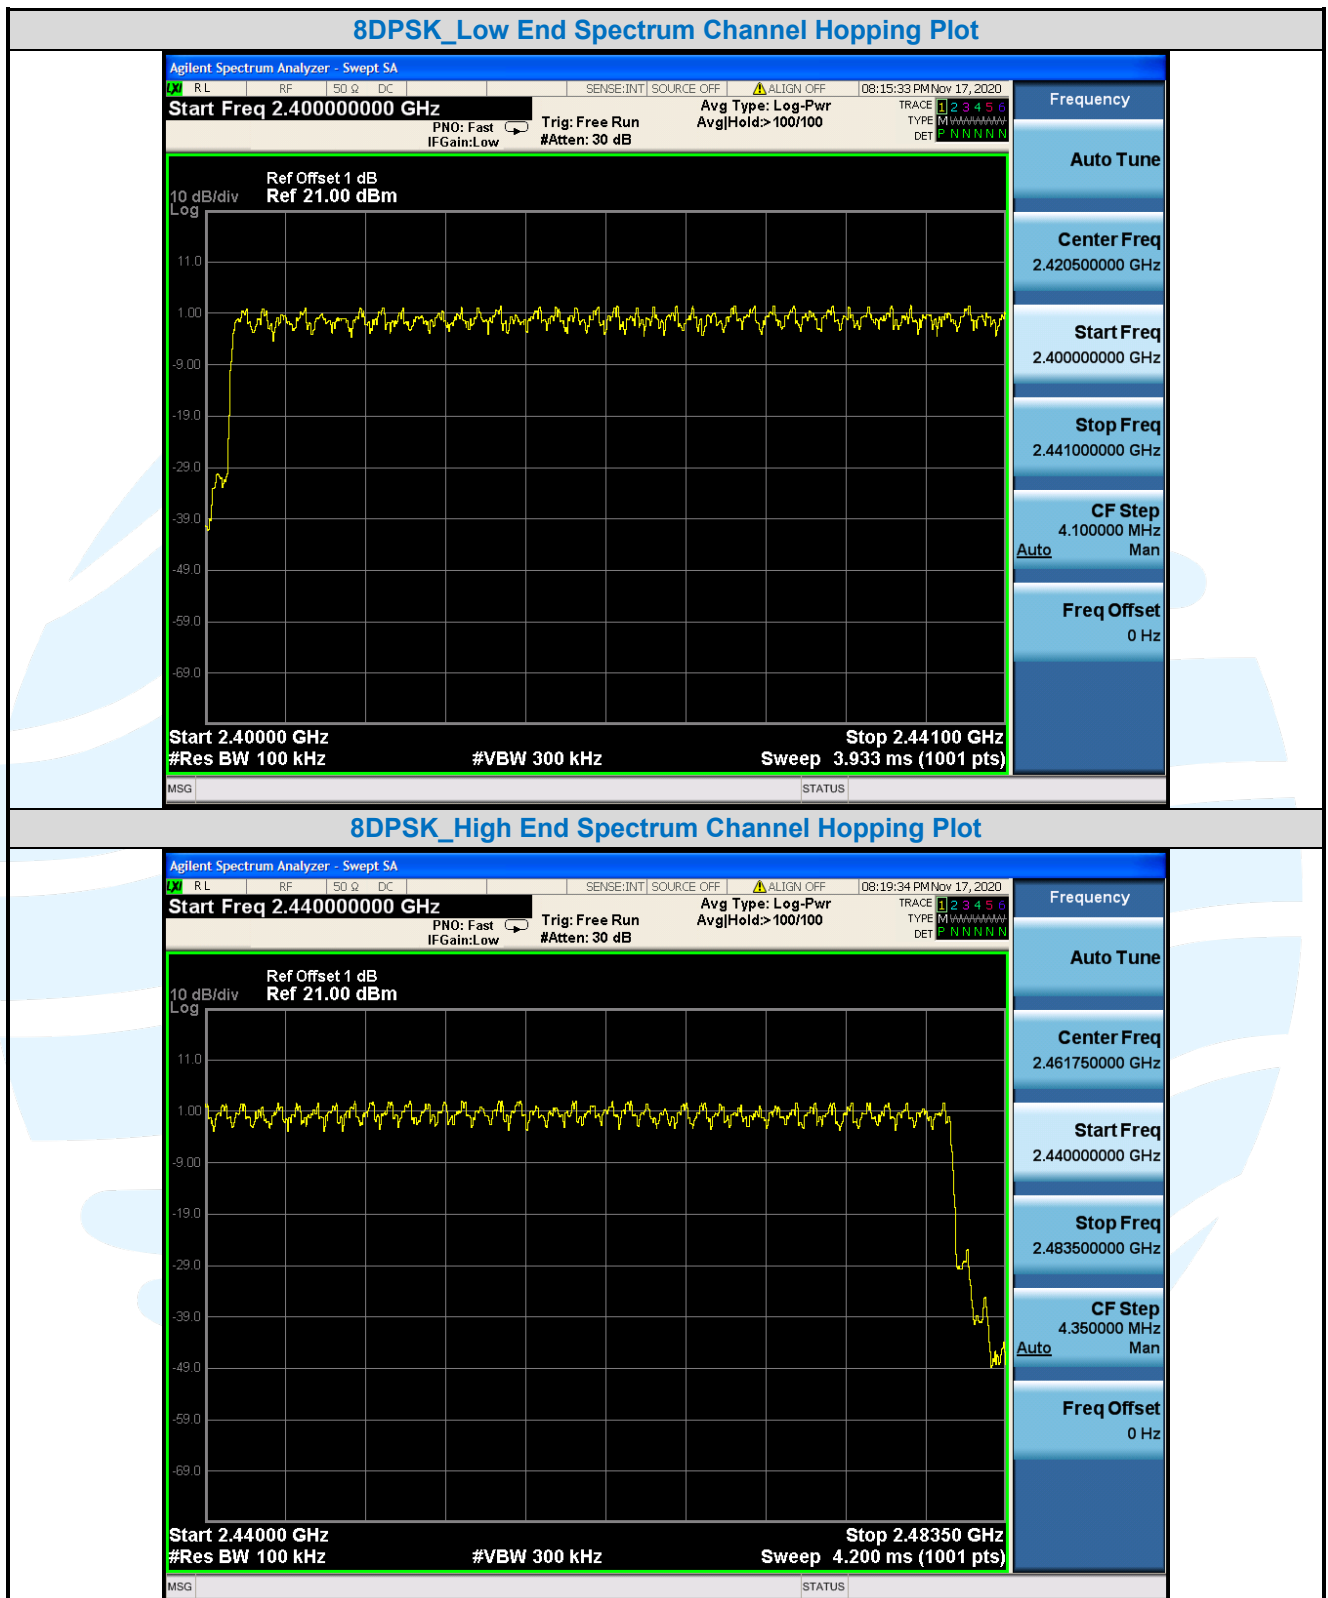 8DPSK_Low End Spectrum Channel Hopping Plot
Agilent Spectrum Analyzer - Swept SA
LXI RL RF 50 Ω DC SENSE:INT SOURCE OFF ALIGN OFF 08:15:33 PM Nov 17, 2020
Start Freq 2.400000000 GHz
PNO: Fast
IFGain:Low
Trig: Free Run
#Atten: 30 dB
Avg Type: Log-Pwr
Avg|Hold:>100/100
TRACE 1 2 3 4 5 6
TYPE M WWWWW
DET P N N N N N
Ref Offset 1 dB
10 dB/div Ref 21.00 dBm
Log
11.0
1.00
-9.00
-19.0
-29.0
-39.0
-49.0
-59.0
-69.0
Start 2.40000 GHz Stop 2.44100 GHz
#Res BW 100 kHz #VBW 300 kHz Sweep 3.933 ms (1001 pts)
MSG STATUS
Frequency
Auto Tune
Center Freq
2.420500000 GHz
Start Freq
2.400000000 GHz
Stop Freq
2.441000000 GHz
CF Step
4.100000 MHz
Auto Man
Freq Offset
0 Hz
8DPSK_High End Spectrum Channel Hopping Plot
Agilent Spectrum Analyzer - Swept SA
LXI RL RF 50 Ω DC SENSE:INT SOURCE OFF ALIGN OFF 08:19:34 PM Nov 17, 2020
Start Freq 2.440000000 GHz
PNO: Fast
IFGain:Low
Trig: Free Run
#Atten: 30 dB
Avg Type: Log-Pwr
Avg|Hold:>100/100
TRACE 1 2 3 4 5 6
TYPE M WWWWW
DET P N N N N N
Ref Offset 1 dB
10 dB/div Ref 21.00 dBm
Log
11.0
1.00
-9.00
-19.0
-29.0
-39.0
-49.0
-59.0
-69.0
Start 2.44000 GHz Stop 2.48350 GHz
#Res BW 100 kHz #VBW 300 kHz Sweep 4.200 ms (1001 pts)
MSG STATUS
Frequency
Auto Tune
Center Freq
2.461750000 GHz
Start Freq
2.440000000 GHz
Stop Freq
2.483500000 GHz
CF Step
4.350000 MHz
Auto Man
Freq Offset
0 Hz